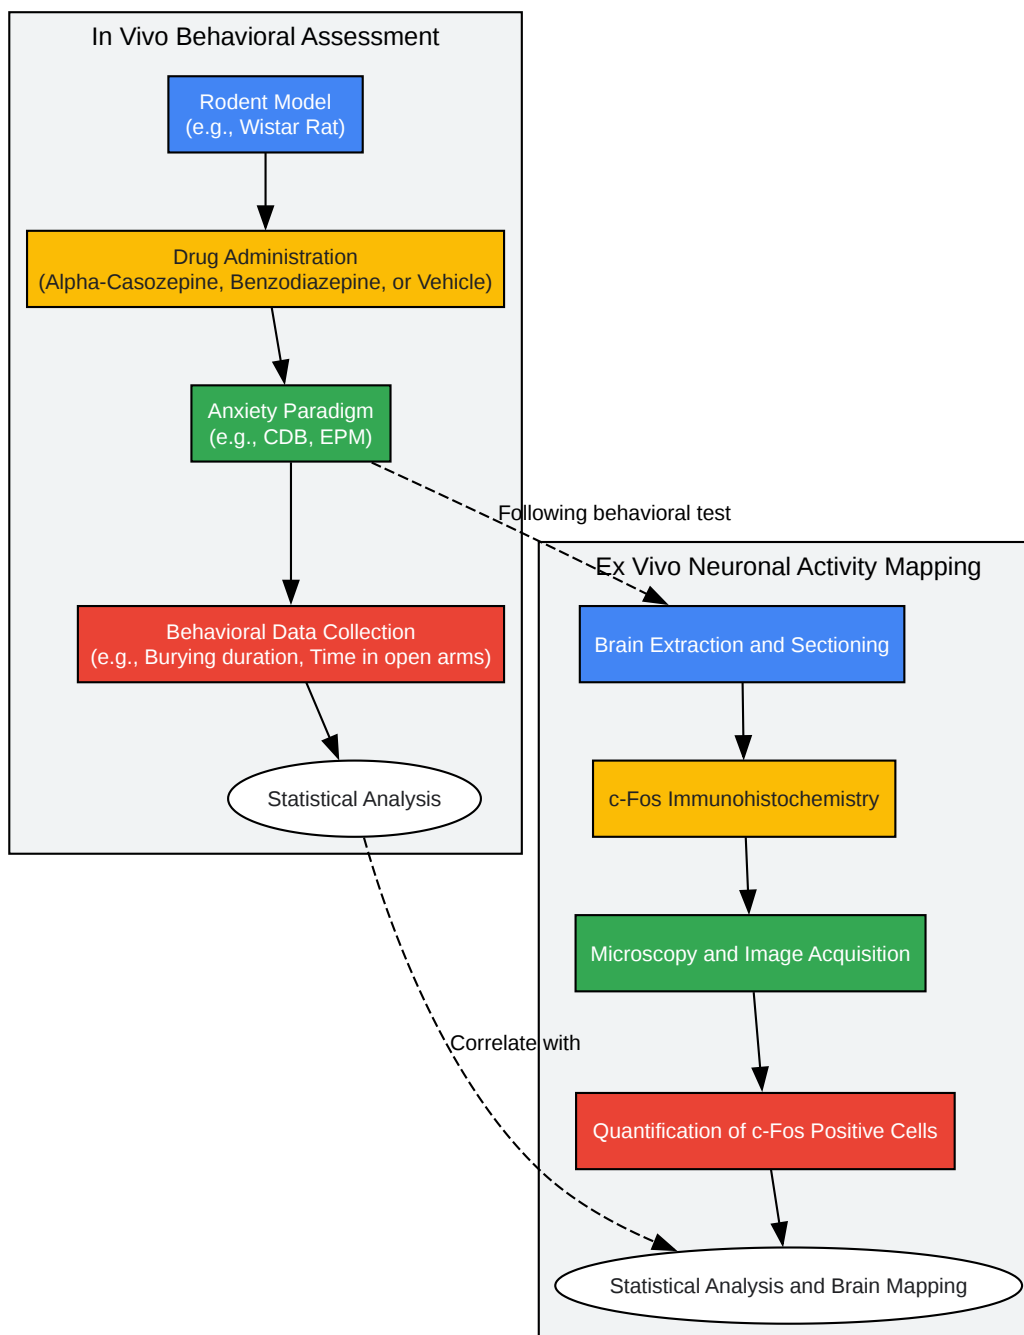 In Vivo Behavioral Assessment
Rodent Model
(e.g., Wistar Rat)
Drug Administration
(Alpha-Casozepine, Benzodiazepine, or Vehicle)
Anxiety Paradigm
(e.g., CDB, EPM)
Following behavioral test
Behavioral Data Collection
(e.g., Burying duration, Time in open arms)
Statistical Analysis
Correlate with
Ex Vivo Neuronal Activity Mapping
Brain Extraction and Sectioning
c-Fos Immunohistochemistry
Microscopy and Image Acquisition
Quantification of c-Fos Positive Cells
Statistical Analysis and Brain Mapping